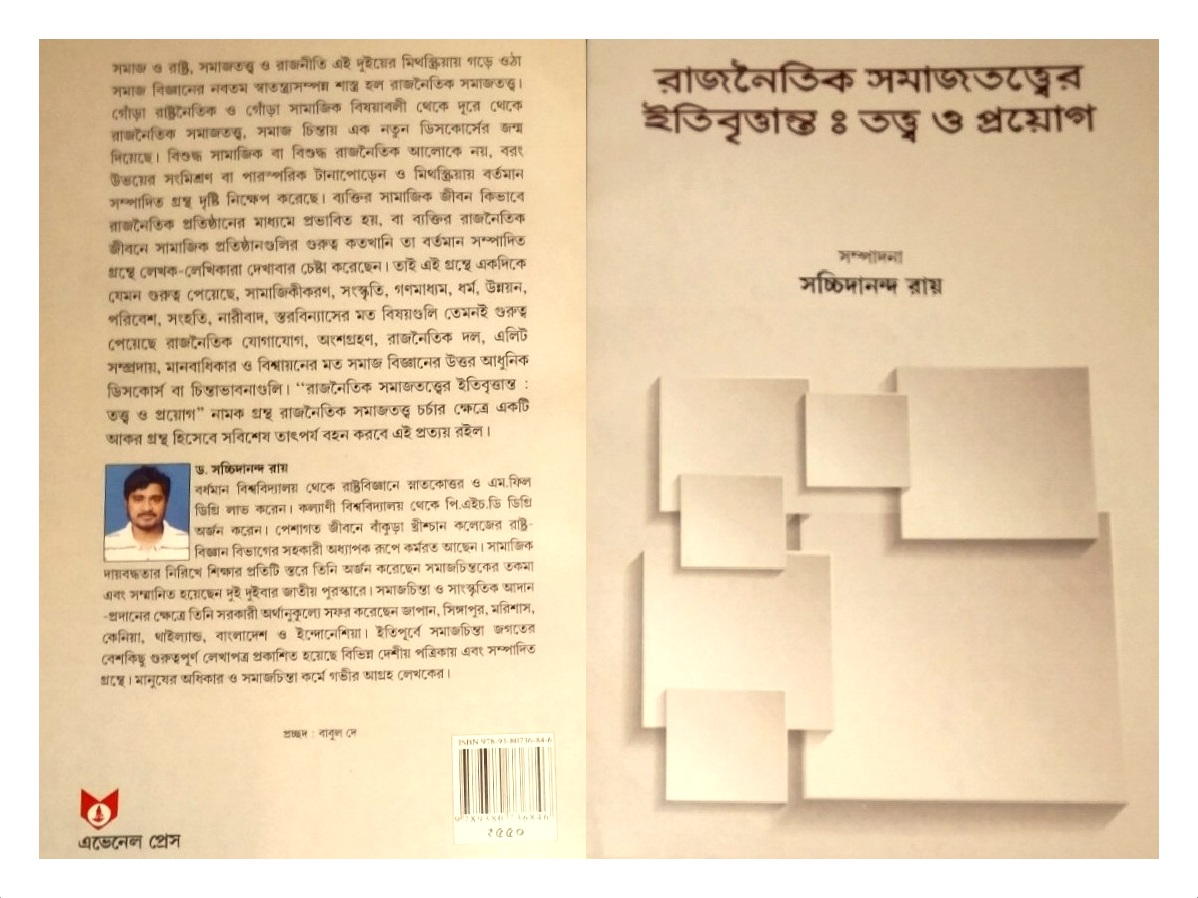 সমাজ ও রাষ্ট্র, সমাজতত্ত্ব ও রাজনীতি এই দুইয়ের মিথস্ক্রিয়ায় গড়ে ওঠা
সমাজ বিজ্ঞানের নবতম স্বাতন্ত্র্যসম্পন্ন শাস্ত্র হল রাজনৈতিক সমাজতত্ত্ব।
গোঁড়া রাষ্ট্রনৈতিক ও গোঁড়া সামাজিক বিষয়াবলী থেকে দূরে থেকে
রাজনৈতিক সমাজতত্ত্ব, সমাজ চিন্তায় এক নতুন ডিসকোর্সের জন্ম
দিয়েছে। বিশুদ্ধ সামাজিক বা বিশুদ্ধ রাজনৈতিক আলোকে নয়, বরং
উভয়ের সংমিশ্রণ বা পারস্পরিক টানাপোড়েন ও মিথস্ক্রিয়ায় বর্তমান
সম্পাদিত গ্রন্থ দৃষ্টি নিক্ষেপ করেছে। ব্যক্তির সামাজিক জীবন কিভাবে
রাজনৈতিক প্রতিষ্ঠানের মাধ্যমে প্রভাবিত হয়, বা ব্যক্তির রাজনৈতিক
জীবনে সামাজিক প্রতিষ্ঠানগুলির গুরুত্ব কতখানি তা বর্তমান সম্পাদিত
গ্রন্থে লেখক-লেখিকারা দেখাবার চেষ্টা করেছেন। তাই এই গ্রন্থে একদিকে
যেমন গুরুত্ব পেয়েছে, সামাজিকীকরণ, সংস্কৃতি, গণমাধ্যম, ধর্ম, উন্নয়ন,
পরিবেশ, সংহতি, নারীবাদ, স্তরবিন্যাসের মত বিষয়গুলি তেমনই গুরুত্ব
পেয়েছে রাজনৈতিক যোগাযোগ, অংশগ্রহণ, রাজনৈতিক দল, এলিট
সম্প্রদায়, মানবাধিকার ও বিশ্বায়নের মত সমাজ বিজ্ঞানের উত্তর আধুনিক
ডিসকোর্স বা চিন্তাভাবনাগুলি। “রাজনৈতিক সমাজতত্ত্বের ইতিবৃত্তান্ত :
তত্ত্ব ও প্রয়োগ” নামক গ্রন্থ রাজনৈতিক সমাজতত্ত্ব চর্চার ক্ষেত্রে একটি
আকর গ্রন্থ হিসেবে সবিশেষ তাৎপর্য বহন করবে এই প্রত্যয় রইল।
ড. সচ্চিদানন্দ রায়
বর্ধমান বিশ্ববিদ্যালয় থেকে রাষ্ট্রবিজ্ঞানে স্নাতকোত্তর ও এম.ফিল
ডিগ্রি লাভ করেন। কল্যাণী বিশ্ববিদ্যালয় থেকে পি.এইচ.ডি ডিগ্রি
অর্জন করেন। পেশাগত জীবনে বাঁকুড়া খ্রীশ্চান কলেজের রাষ্ট্র-
বিজ্ঞান বিভাগের সহকারী অধ্যাপক রূপে কর্মরত আছেন। সামাজিক
দায়বদ্ধতার নিরিখে শিক্ষার প্রতিটি স্তরে তিনি অর্জন করেছেন সমাজচিন্তকের তকমা
এবং সম্মানিত হয়েছেন দুই দুইবার জাতীয় পুরস্কারে। সমাজচিন্তা ও সাংস্কৃতিক আদান
-প্রদানের ক্ষেত্রে তিনি সরকারী অর্থানুকুল্যে সফর করেছেন জাপান, সিঙ্গাপুর, মরিশাস,
কেনিয়া, থাইল্যান্ড, বাংলাদেশ ও ইন্দোনেশিয়া। ইতিপূর্বে সমাজচিন্তা জগতের
বেশকিছু গুরুত্বপূর্ণ লেখাপত্র প্রকাশিত হয়েছে বিভিন্ন দেশীয় পত্রিকায় এবং সম্পাদিত
গ্রন্থে। মানুষের অধিকার ও সমাজচিন্তা কর্মে গভীর আগ্রহ লেখকের।
প্রচ্ছদ : বাবুল দে
ISBN 978-93-80736-84-6
9789380736846
₹৫৫০
এভেনেল প্রেস
রাজনৈতিক সমাজতত্ত্বের
ইতিবৃত্তান্ত ঃ তত্ত্ব ও প্রয়োগ
সম্পাদনা
সচ্চিদানন্দ রায়